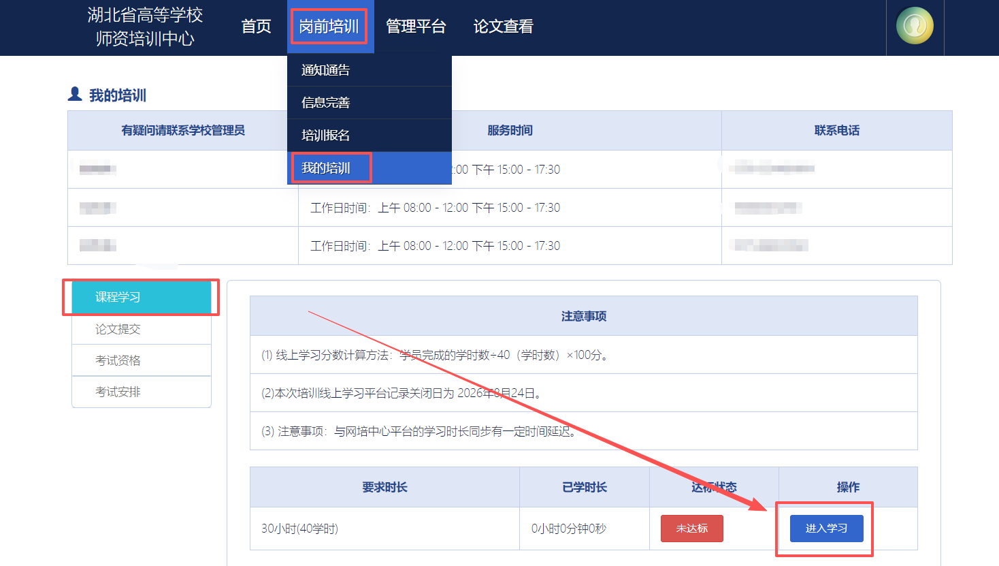 湖北省高等学校
师资培训中心
首页
岗前培训
管理平台
论文查看
通知通告
信息完善
培训报名
我的培训
我的培训
有疑问请联系学校管理员
服务时间
联系电话
:00 下午 15:00 - 17:30
工作日时间：上午 08:00 - 12:00 下午 15:00 - 17:30
工作日时间：上午 08:00 - 12:00 下午 15:00 - 17:30
课程学习
论文提交
考试资格
考试安排
注意事项
(1) 线上学习分数计算方法：学员完成的学时数÷40（学时数）×100分。
(2)本次培训线上学习平台记录关闭日为 2026年8月24日。
(3) 注意事项：与网培中心平台的学习时长同步有一定时间延迟。
要求时长
已学时长
达标状态
操作
30小时(40学时)
0小时0分钟0秒
未达标
进入学习